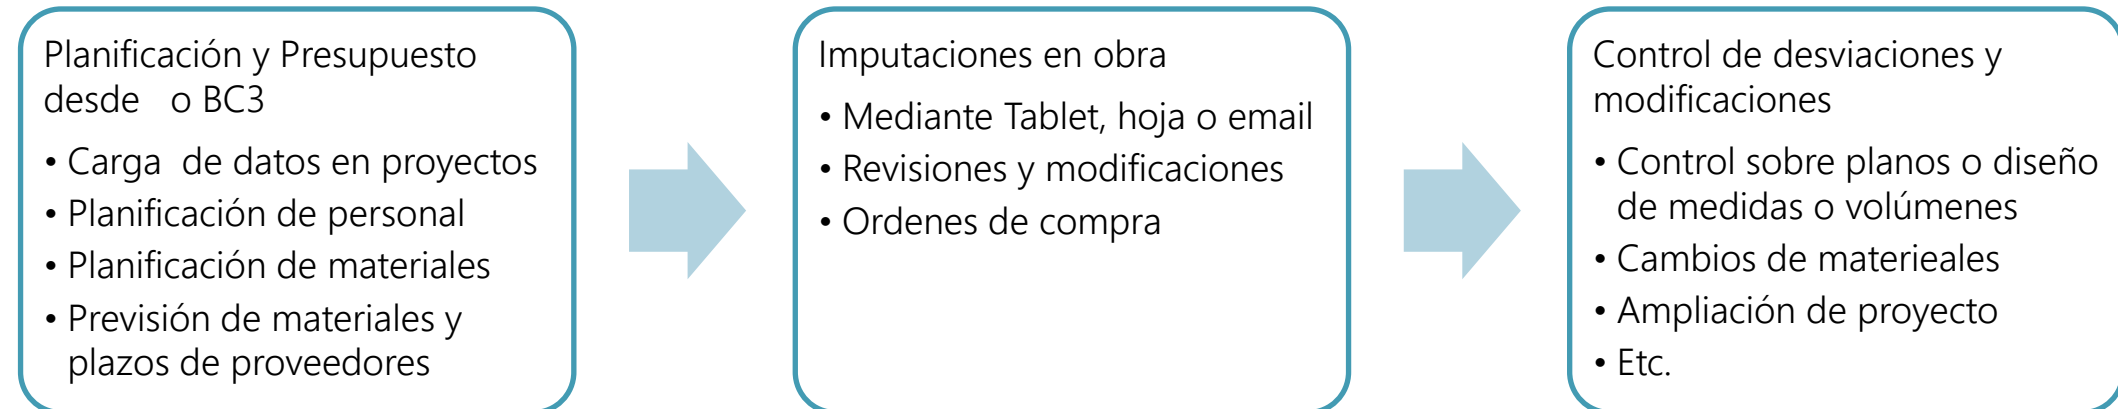 Planificación y Presupuesto
desde o BC3
• Carga de datos en proyectos
• Planificación de personal
• Planificación de materiales
• Previsión de materiales y
plazos de proveedores
Imputaciones en obra
• Mediante Tablet, hoja o email
• Revisiones y modificaciones
• Ordenes de compra
Control de desviaciones y
modificaciones
• Control sobre planos o diseño
de medidas o volúmenes
• Cambios de materieales
• Ampliación de proyecto
• Etc.